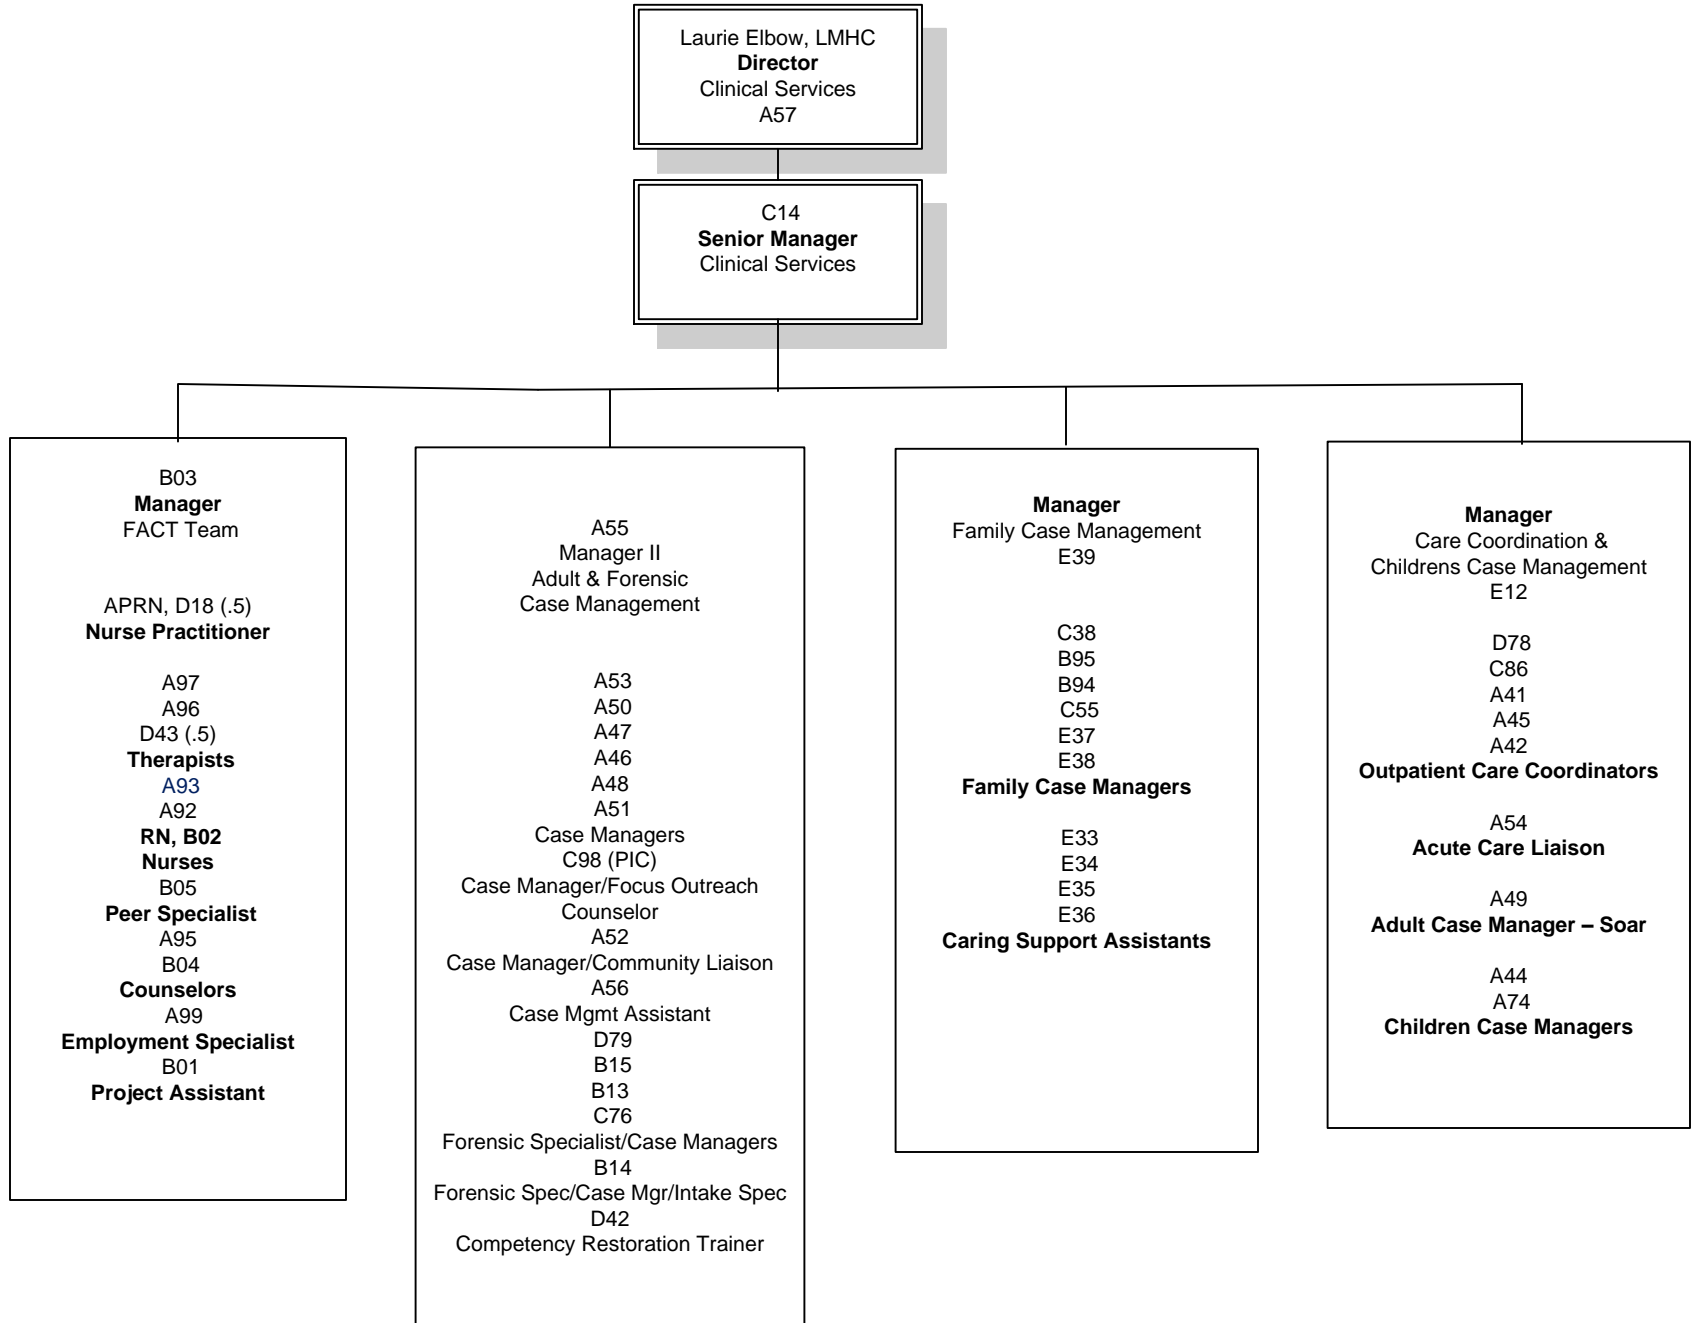 Laurie Elbow, LMHC
Director
Clinical Services
A57
C14
Senior Manager
Clinical Services
B03
Manager
FACT Team
APRN, D18 (.5)
Nurse Practitioner
A97
A96
D43 (.5)
Therapists
A93
A92
RN, B02
Nurses
B05
Peer Specialist
A95
B04
Counselors
A99
Employment Specialist
B01
Project Assistant
A55
Manager II
Adult & Forensic
Case Management
A53
A50
A47
A46
A48
A51
Case Managers
C98 (PIC)
Case Manager/Focus Outreach
Counselor
A52
Case Manager/Community Liaison
A56
Case Mgmt Assistant
D79
B15
B13
C76
Forensic Specialist/Case Managers
B14
Forensic Spec/Case Mgr/Intake Spec
D42
Competency Restoration Trainer
Manager
Family Case Management
E39
C38
B95
B94
C55
E37
E38
Family Case Managers
E33
E34
E35
E36
Caring Support Assistants
Manager
Care Coordination &
Childrens Case Management
E12
D78
C86
A41
A45
A42
Outpatient Care Coordinators
A54
Acute Care Liaison
A49
Adult Case Manager – Soar
A44
A74
Children Case Managers